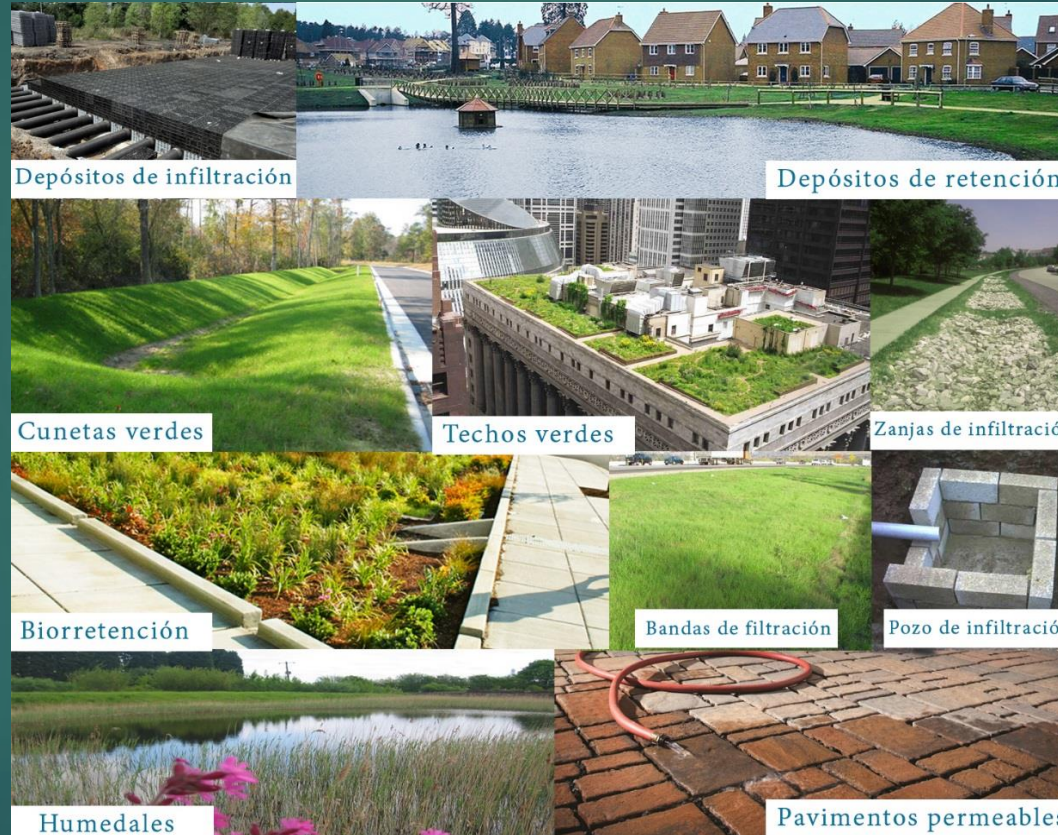 Depósitos de infiltración
Depósitos de retención
Cunetas verdes
Techos verdes
Zanjas de infiltració
Biorretención
Bandas de filtración
Pozo de infiltració
Humedales
Pavimentos permeables